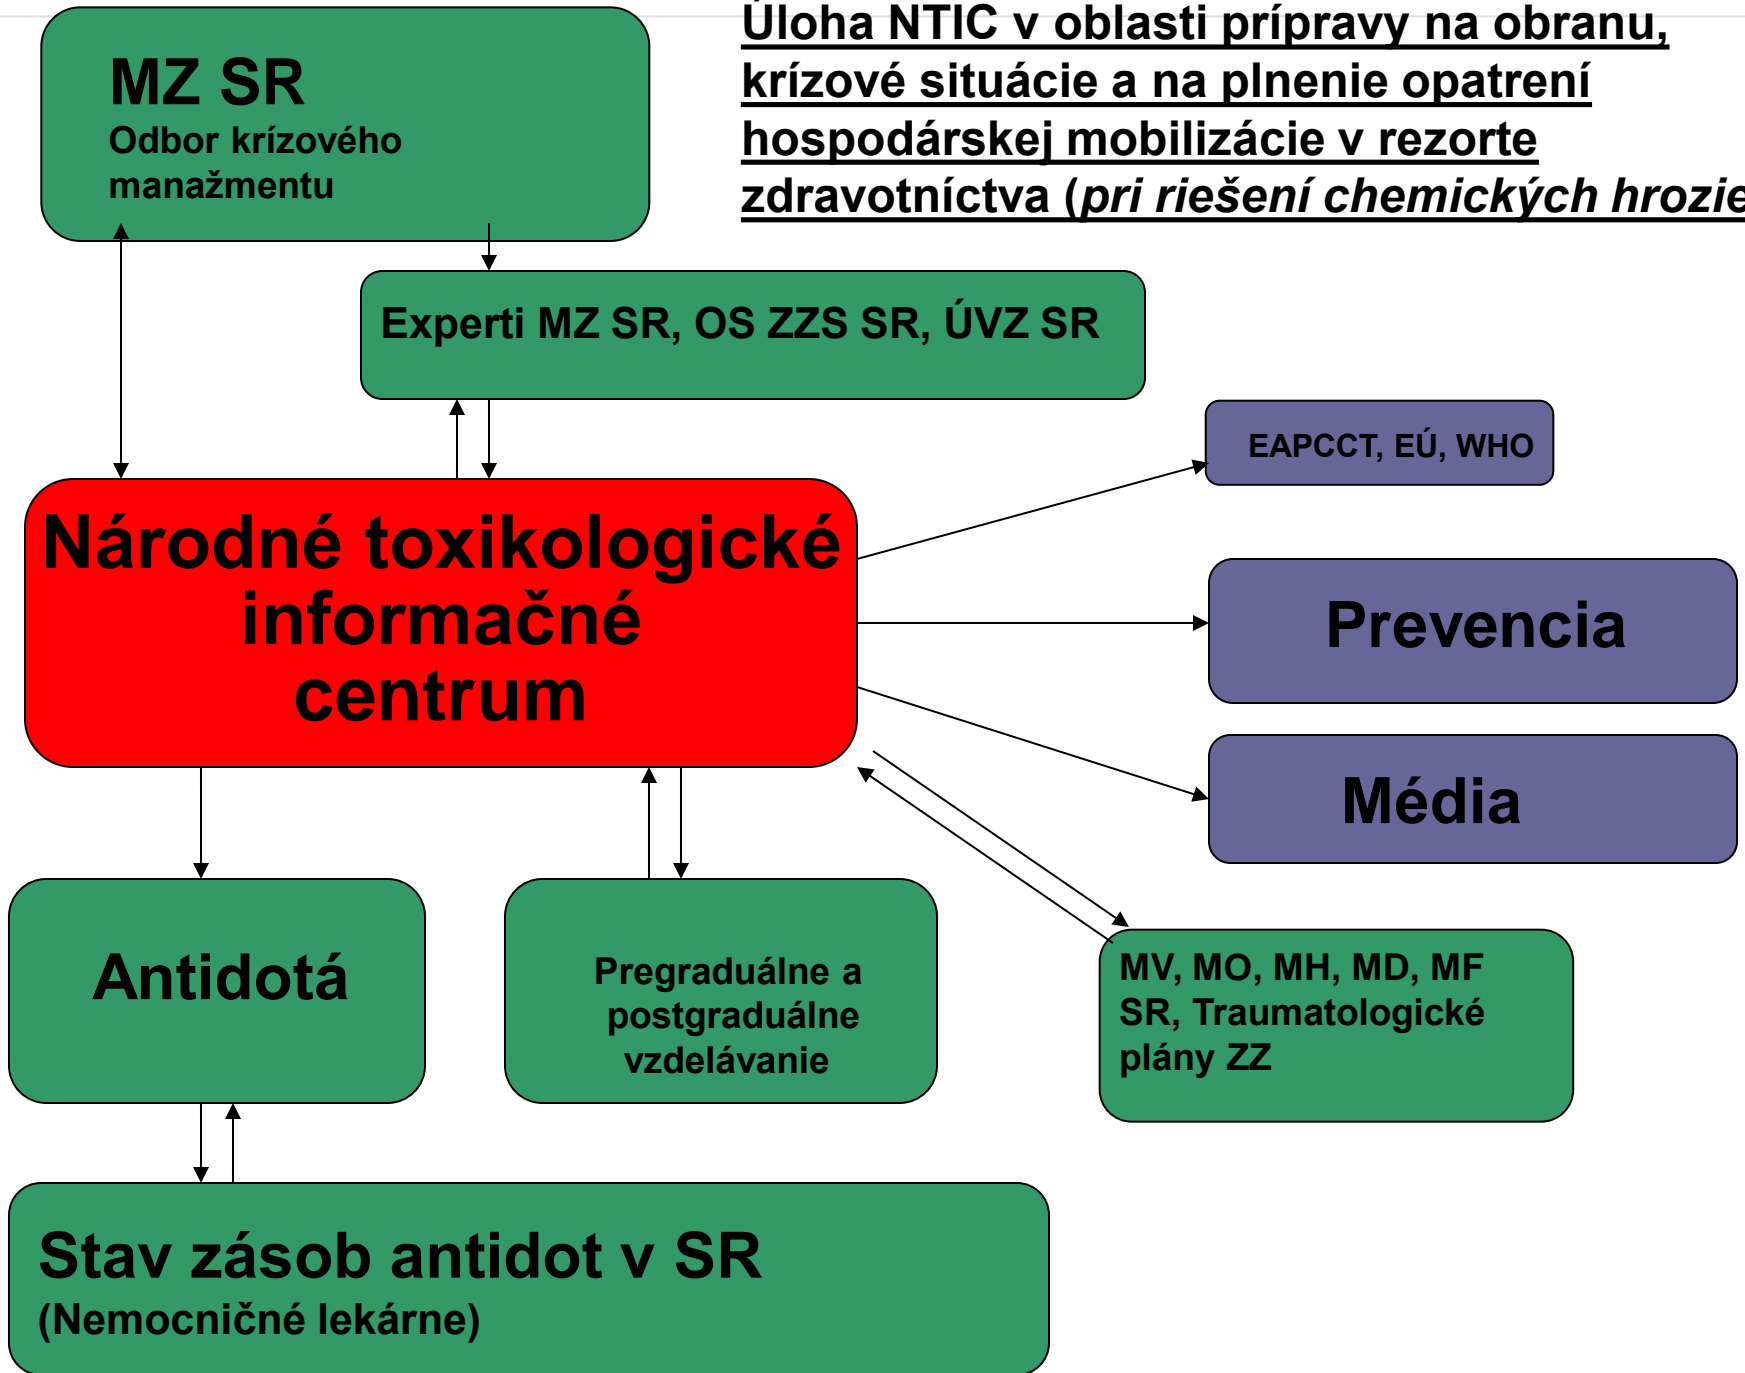 Úloha NTIC v oblasti prípravy na obranu,
krízové situácie a na plnenie opatrení
hospodárskej mobilizácie v rezorte
zdravotníctva (pri riešení chemických hrozie
MZ SR
Odbor krízového
manažmentu
Experti MZ SR, OS ZZS SR, ÚVZ SR
EAPCCT, EÚ, WHO
Národné toxikologické
informačné
centrum
Prevencia
Média
Antidotá
Pregraduálne a
postgraduálne
vzdelávanie
MV, MO, MH, MD, MF
SR, Traumatologické
plány ZZ
Stav zásob antidot v SR
(Nemocničné lekárne)